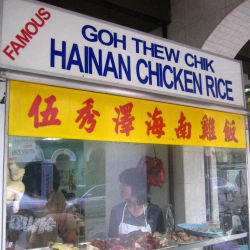 FAMOUS
GOH THEW CHIK
HAINAN CHICKEN RICE
伍秀澤海南雞飯